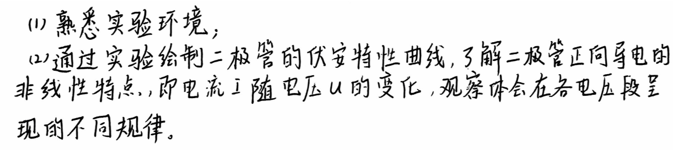 (1) 熟悉实验环境；
(2) 通过实验绘制二极管的伏安特性曲线，了解二极管正向导电的
非线性特点，即电流I随电压U的变化，观察体会在各电压段呈
现的不同规律。